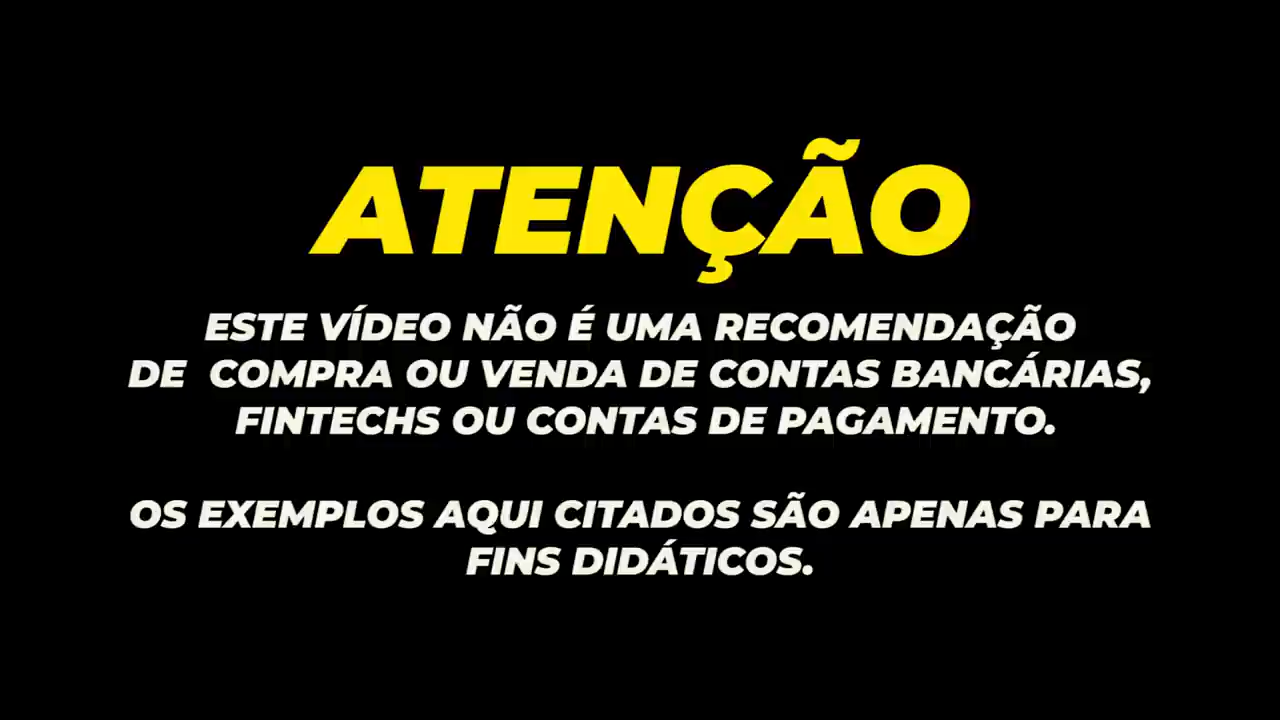 ATENÇÃO
ESTE VÍDEO NÃO É UMA RECOMENDAÇÃO
DE  COMPRA OU VENDA DE CONTAS BANCÁRIAS,
FINTECHS OU CONTAS DE PAGAMENTO.
OS EXEMPLOS AQUI CITADOS SÃO APENAS PARA
FINS DIDÁTICOS.